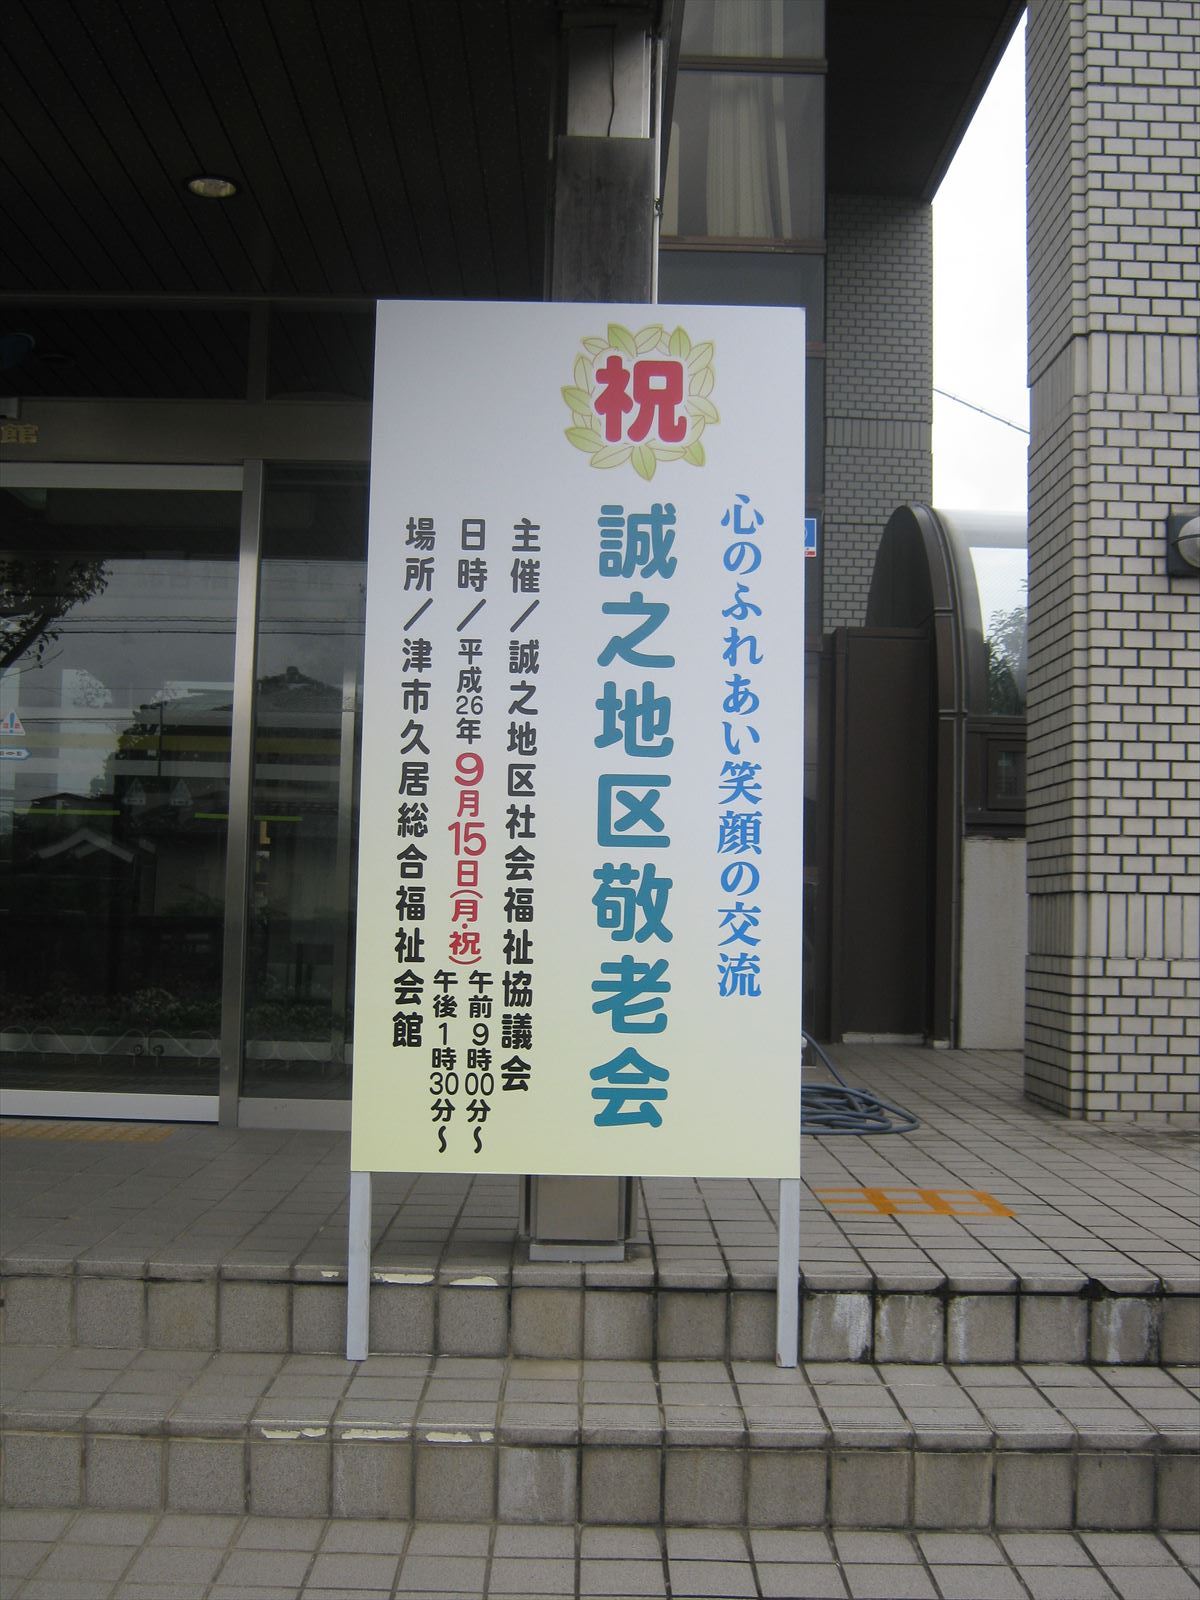 祝
心のふれあい笑顔の交流
誠之地区敬老会
主催／誠之地区社会福祉協議会
日時／平成26年9月15日(月・祝)
午前9時00分～
午後1時30分～
場所／津市久居総合福祉会館
館